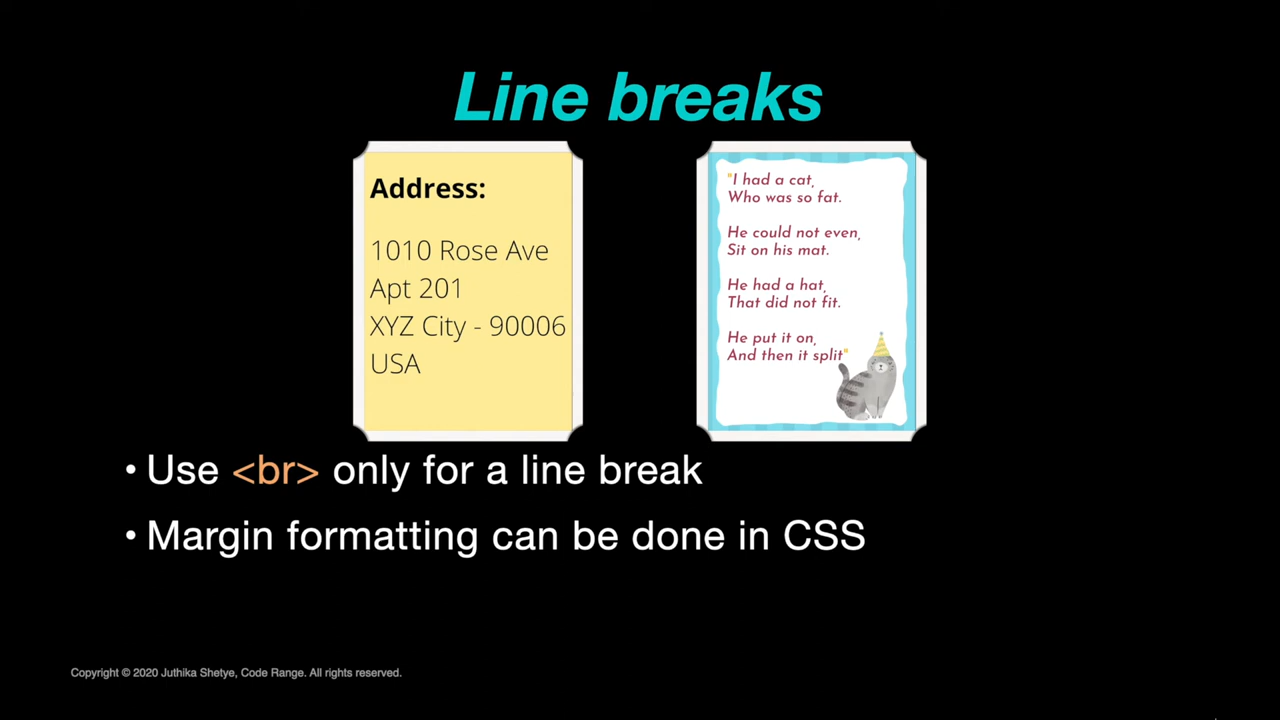 Line breaks
Address:
1010 Rose Ave
Apt 201
XYZ City - 90006
USA
"I had a cat,
Who was so fat.
He could not even,
Sit on his mat.
He had a hat,
That did not fit.
He put it on,
And then it split"
• Use <br> only for a line break
• Margin formatting can be done in CSS
Copyright © 2020 Juthika Shetye, Code Range. All rights reserved.